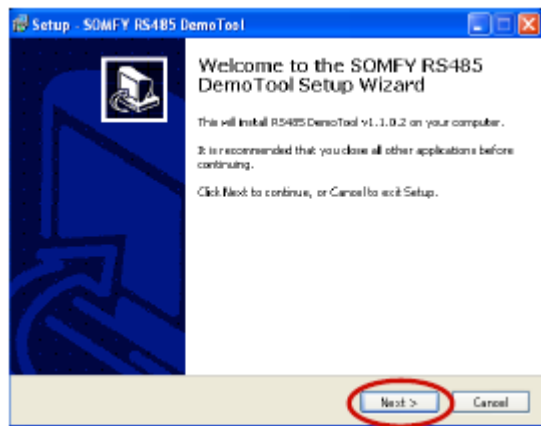 Setup - SOMFY RS485 DemoTool
Welcome to the SOMFY RS485
DemoTool Setup Wizard
This will install RS485 DemoTool v1.1.0.2 on your computer.
It is recommended that you close all other applications before
continuing.
Click Next to continue, or Cancel to exit Setup.
Next >
Cancel